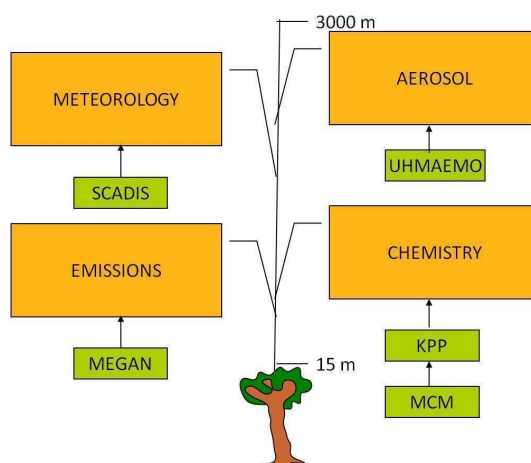 3000 m
METEOROLOGY
AEROSOL
SCADIS
UHMAEMO
EMISSIONS
CHEMISTRY
MEGAN
KPP
15 m
MCM